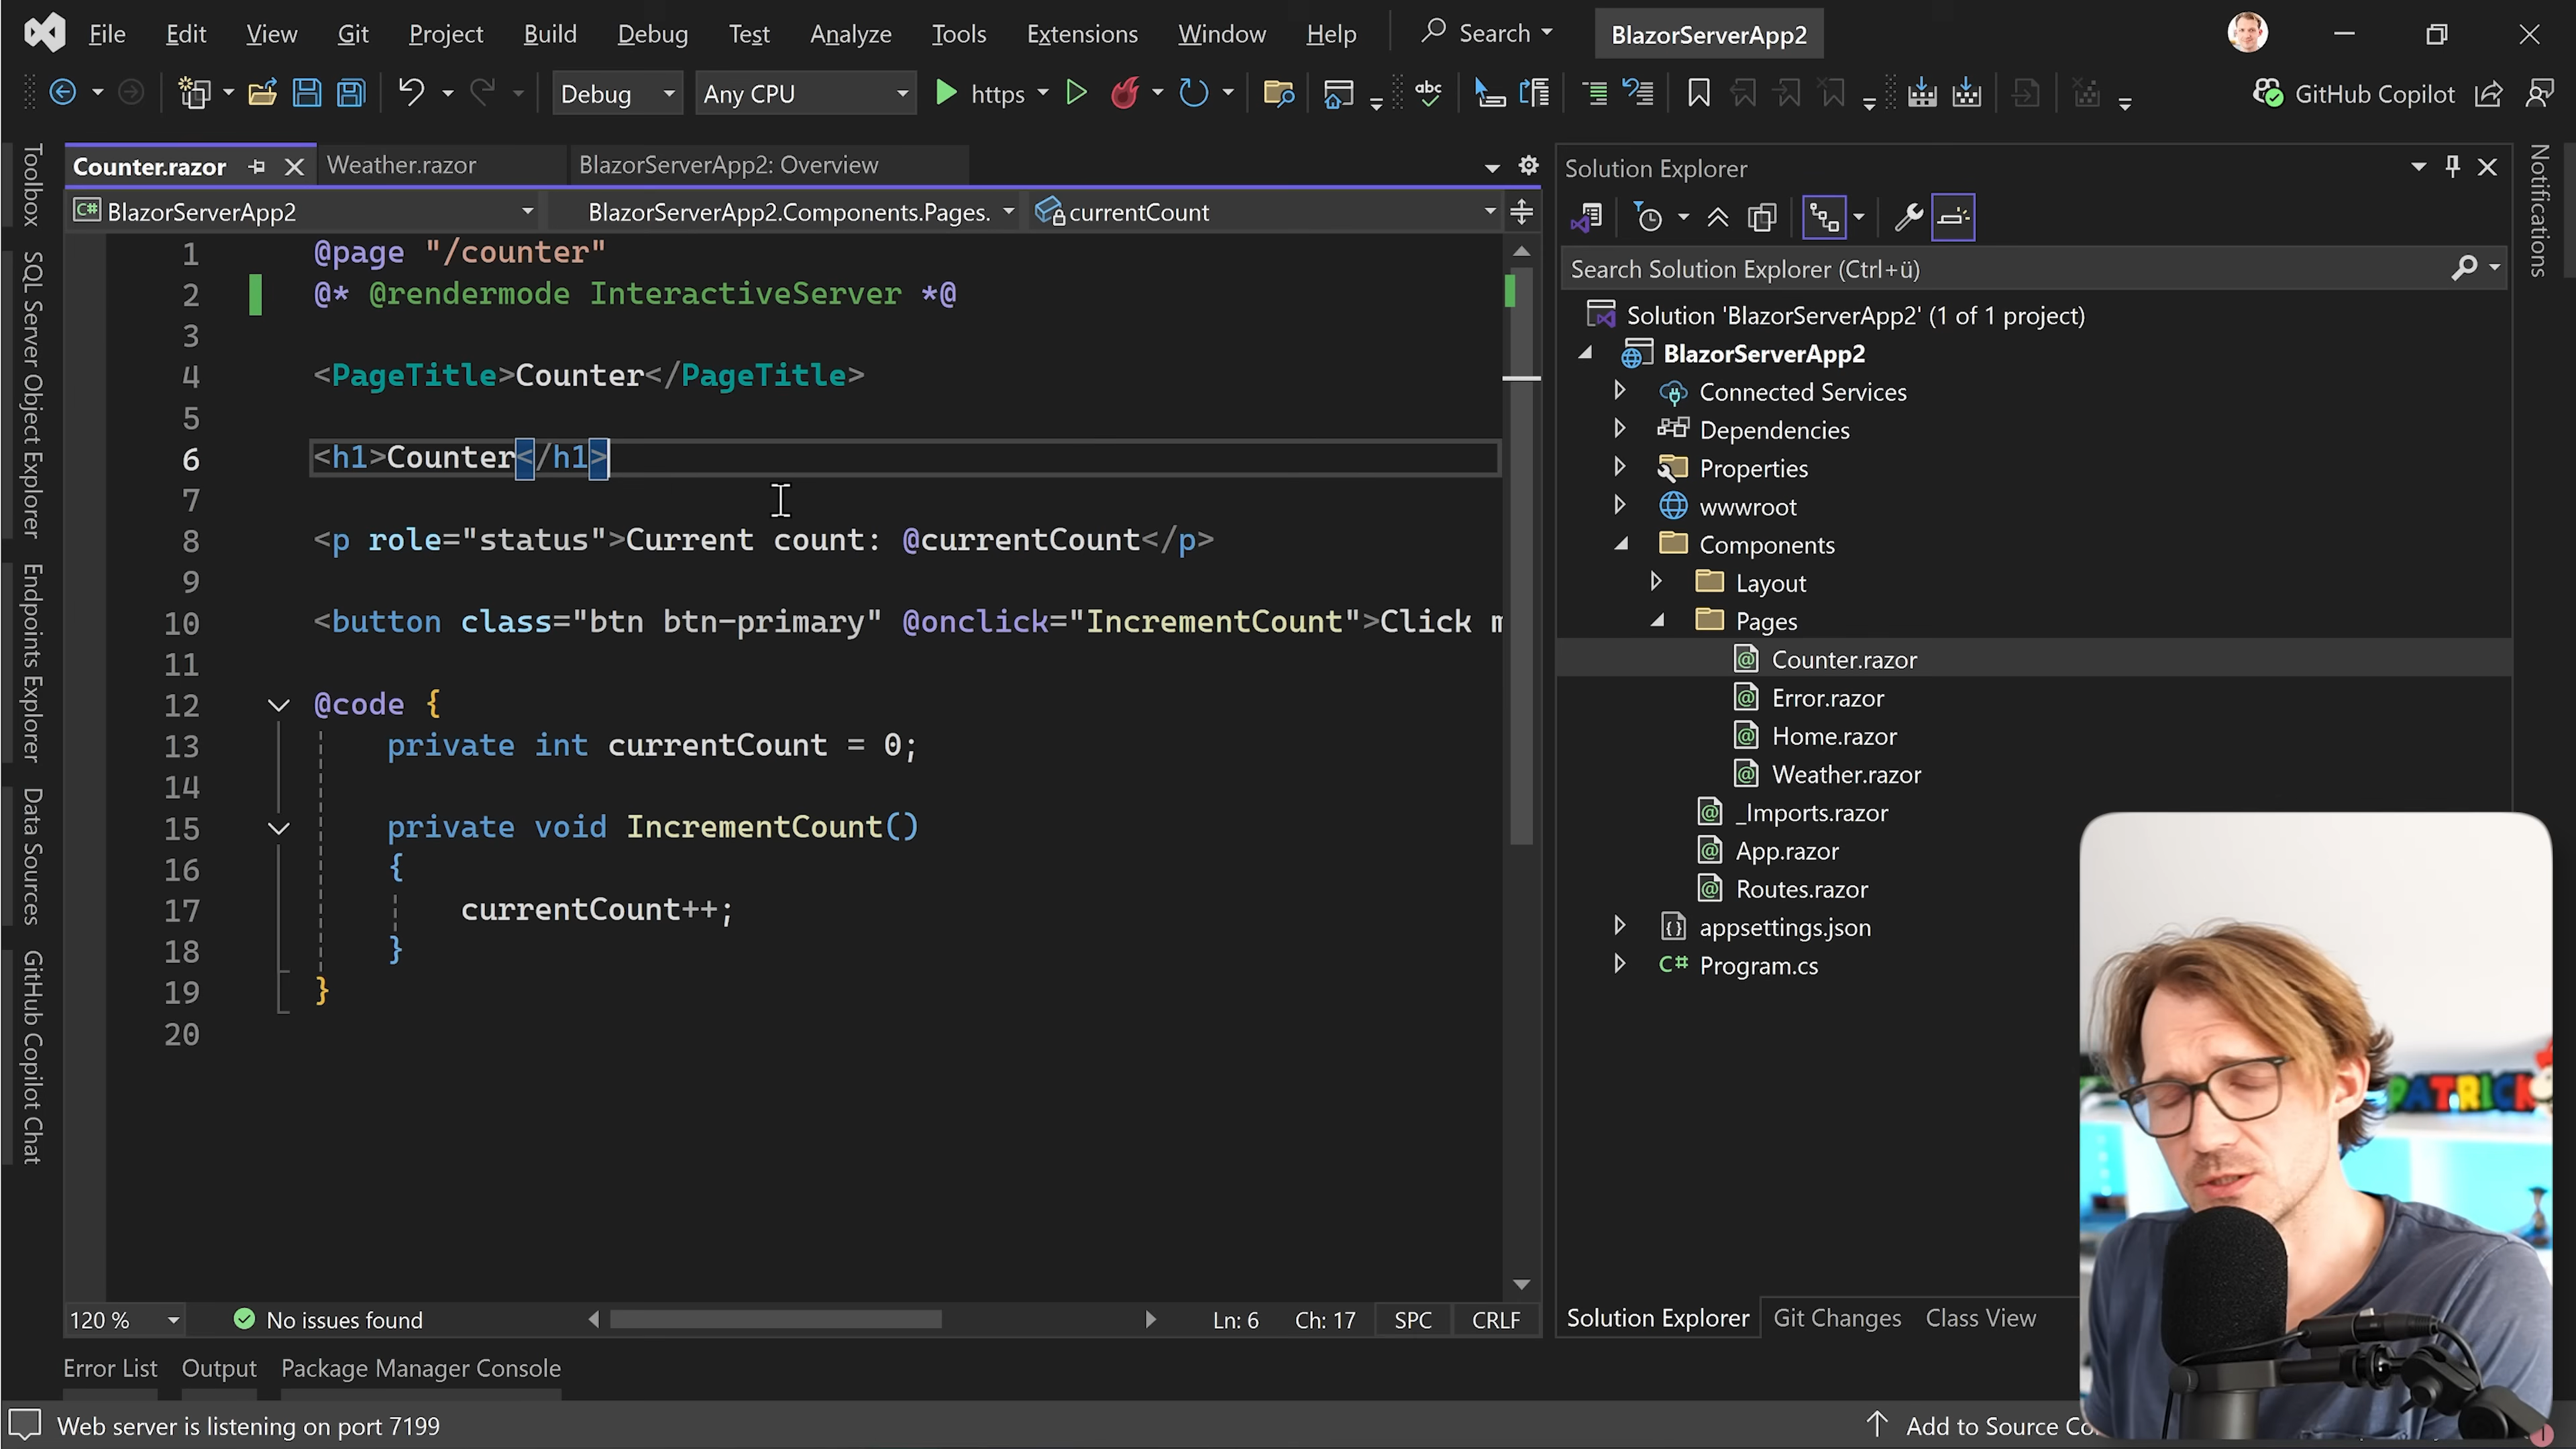 File Edit View Git Project Build Debug Test Analyze Tools Extensions Window Help Search BlazorServerApp2
Debug Any CPU https abc GitHub Copilot
Toolbox
SQL Server Object Explorer
Endpoints Explorer
Data Sources
GitHub Copilot Chat
Counter.razor Weather.razor BlazorServerApp2: Overview
C# BlazorServerApp2 BlazorServerApp2.Components.Pages. currentCount
1 @page "/counter"
2 @* @rendermode InteractiveServer *@
3
4 <PageTitle>Counter</PageTitle>
5
6 <h1>Counter</h1>
7
8 <p role="status">Current count: @currentCount</p>
9
10 <button class="btn btn-primary" @onclick="IncrementCount">Click
11
12 @code {
13 private int currentCount = 0;
14
15 private void IncrementCount()
16 {
17 currentCount++;
18 }
19 }
20
120 % No issues found Ln: 6 Ch: 17 SPC CRLF
Error List Output Package Manager Console
Web server is listening on port 7199
Solution Explorer
Search Solution Explorer (Ctrl+ü)
Solution 'BlazorServerApp2' (1 of 1 project)
BlazorServerApp2
Connected Services
Dependencies
Properties
wwwroot
Components
Layout
Pages
Counter.razor
Error.razor
Home.razor
Weather.razor
_Imports.razor
App.razor
Routes.razor
appsettings.json
C# Program.cs
Solution Explorer Git Changes Class View
Add to Source
Notifications
PATRICK